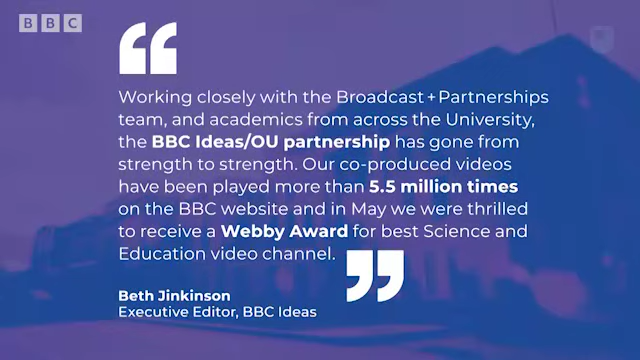 BBC
Working closely with the Broadcast+Partnerships
team, and academics from across the University,
the BBC Ideas/OU partnership has gone from
strength to strength. Our co-produced videos
have been played more than 5.5 million times
on the BBC website and in May we were thrilled
to receive a Webby Award for best Science and
Education video channel.
Beth Jinkinson
Executive Editor, BBC Ideas